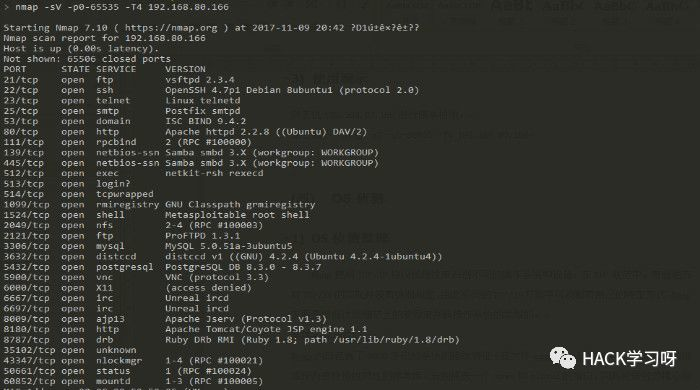 > nmap -sV -p0-65535 -T4 192.168.80.166
Starting Nmap 7.10 ( https://nmap.org ) at 2017-11-09 20:42 ?D1ú±ê×?ê±??
Nmap scan report for 192.168.80.166
Host is up (0.00s latency).
Not shown: 65506 closed ports
PORT STATE SERVICE VERSION
21/tcp open ftp vsftpd 2.3.4
22/tcp open ssh OpenSSH 4.7p1 Debian 8ubuntu1 (protocol 2.0)
23/tcp open telnet Linux telnetd
25/tcp open smtp Postfix smtpd
53/tcp open domain ISC BIND 9.4.2
80/tcp open http Apache httpd 2.2.8 ((Ubuntu) DAV/2)
111/tcp open rpcbind 2 (RPC #100000)
139/tcp open netbios-ssn Samba smbd 3.X (workgroup: WORKGROUP)
445/tcp open netbios-ssn Samba smbd 3.X (workgroup: WORKGROUP)
512/tcp open exec netkit-rsh rexecd
513/tcp open login?
514/tcp open tcpwrapped
1099/tcp open rmiregistry GNU Classpath grmiregistry
1524/tcp open shell Metasploitable root shell
2049/tcp open nfs 2-4 (RPC #100003)
2121/tcp open ftp ProFTPD 1.3.1
3306/tcp open mysql MySQL 5.0.51a-3ubuntu5
3632/tcp open distccd distccd v1 ((GNU) 4.2.4 (Ubuntu 4.2.4-1ubuntu4))
5432/tcp open postgresql PostgreSQL DB 8.3.0 - 8.3.7
5900/tcp open vnc VNC (protocol 3.3)
6000/tcp open X11 (access denied)
6667/tcp open irc Unreal ircd
6697/tcp open irc Unreal ircd
8009/tcp open ajp13 Apache Jserv (Protocol v1.3)
8180/tcp open http Apache Tomcat/Coyote JSP engine 1.1
8787/tcp open drb Ruby DRb RMI (Ruby 1.8; path /usr/lib/ruby/1.8/drb)
35102/tcp open unknown
43347/tcp open nlockmgr 1-4 (RPC #100021)
50661/tcp open status 1 (RPC #100024)
60852/tcp open mountd 1-3 (RPC #100005)
HACK学习呀